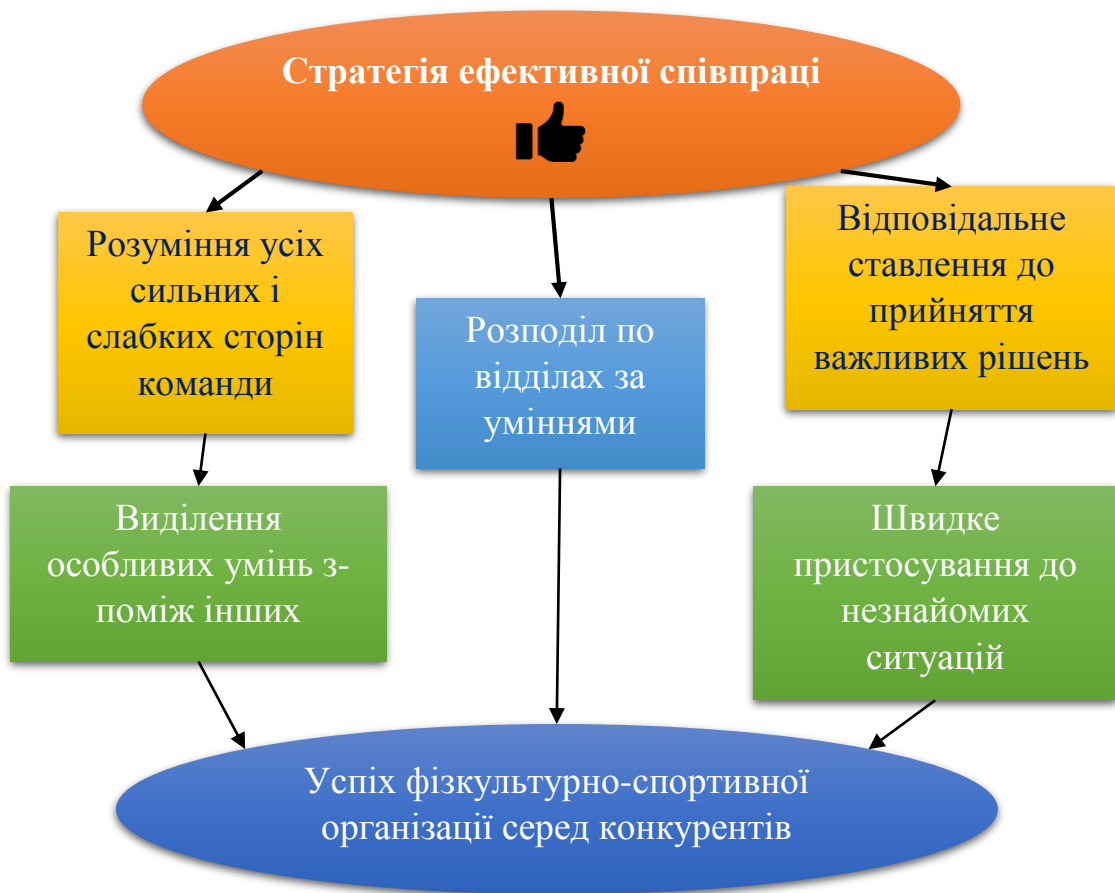 Стратегія ефективної співпраці
Розуміння усіх
сильних і
слабких сторін
команди
Розподіл по
відділах за
уміннями
Відповідальне
ставлення до
прийняття
важливих рішень
Виділення
особливих умінь з-
поміж інших
Швидке
пристосування до
незнайомих
ситуацій
Успіх фізкультурно-спортивної
організації серед конкурентів